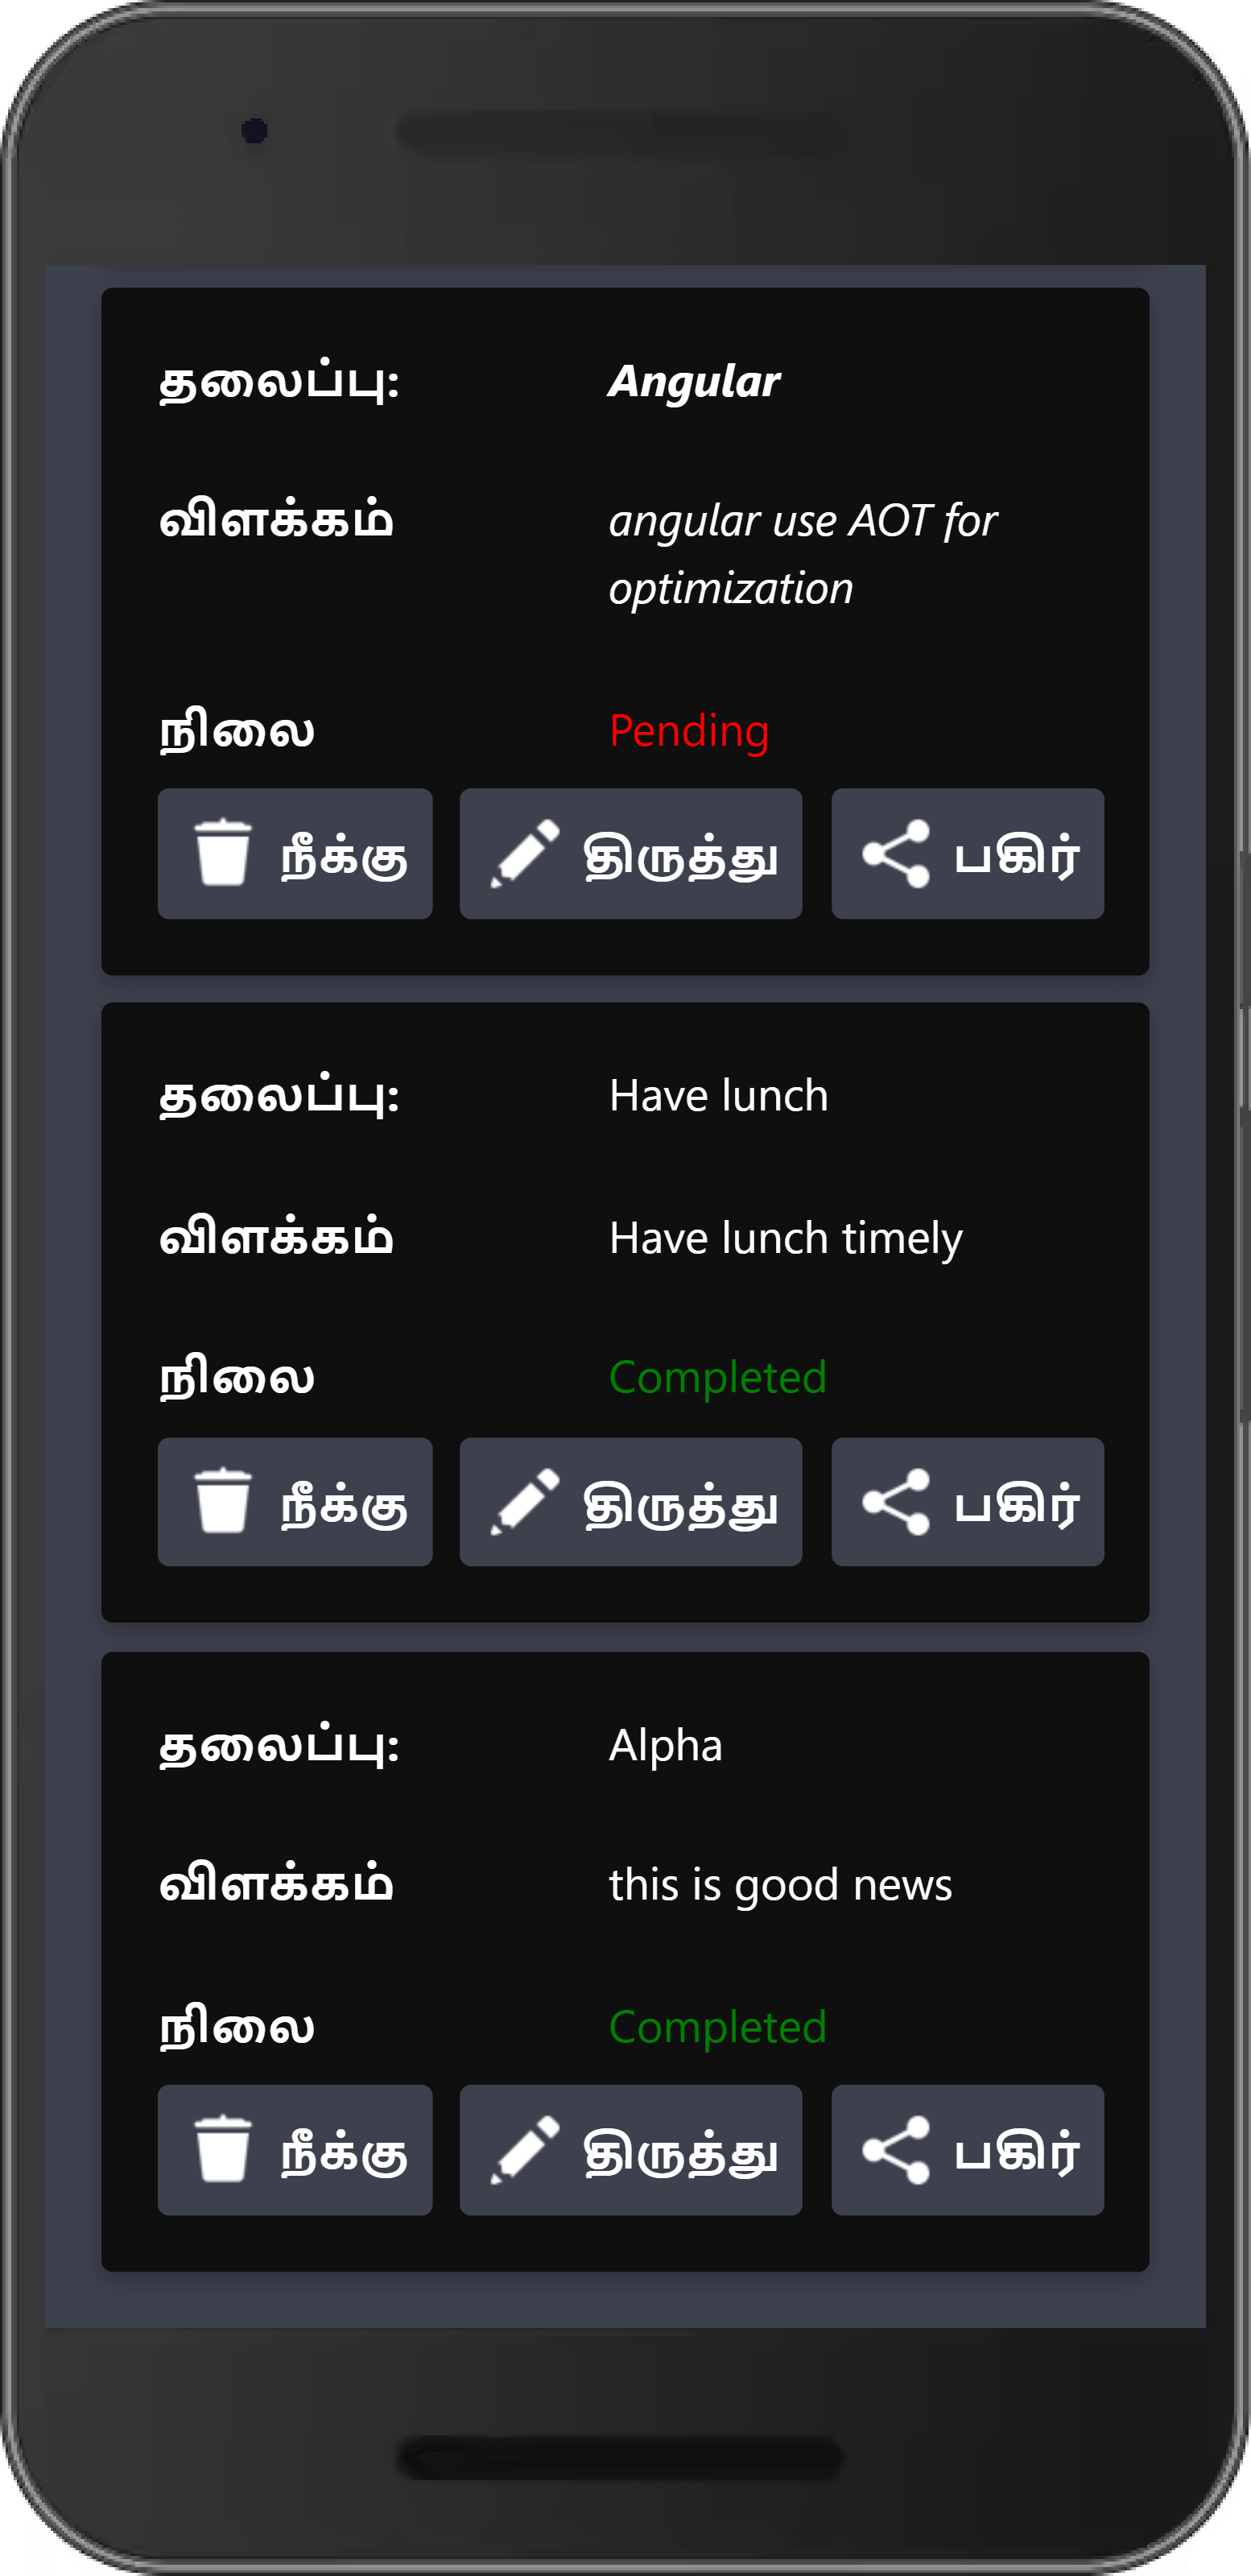 தலைப்பு: Angular
விளக்கம் angular use AOT for
optimization
நிலை Pending
நீக்கு திருத்து பகிர்
தலைப்பு: Have lunch
விளக்கம் Have lunch timely
நிலை Completed
நீக்கு திருத்து பகிர்
தலைப்பு: Alpha
விளக்கம் this is good news
நிலை Completed
நீக்கு திருத்து பகிர்